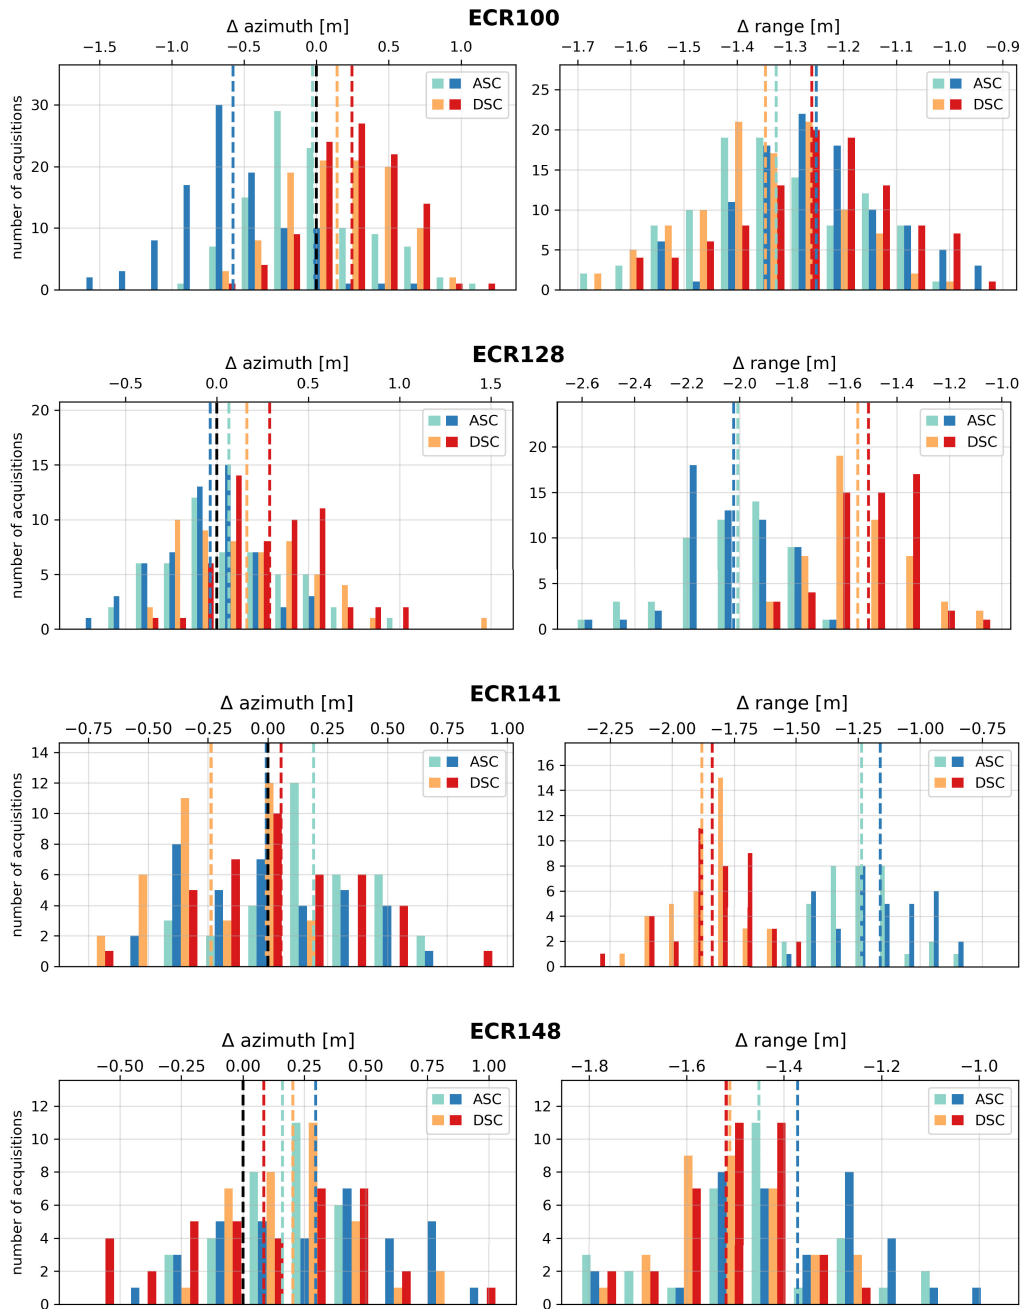 ECR100
Δ azimuth [m]
Δ range [m]
−1.5 −1.0 −0.5 0.0 0.5 1.0
−1.7 −1.6 −1.5 −1.4 −1.3 −1.2 −1.1 −1.0 −0.9
number of acquisitions
30
20
10
0
ASC
DSC
25
20
15
10
5
0
ASC
DSC
ECR128
Δ azimuth [m]
Δ range [m]
−0.5 0.0 0.5 1.0 1.5
−2.6 −2.4 −2.2 −2.0 −1.8 −1.6 −1.4 −1.2 −1.0
number of acquisitions
20
15
10
5
0
ASC
DSC
20
15
10
5
0
ASC
DSC
ECR141
Δ azimuth [m]
Δ range [m]
−0.75 −0.50 −0.25 0.00 0.25 0.50 0.75 1.00
−2.25 −2.00 −1.75 −1.50 −1.25 −1.00 −0.75
number of acquisitions
14
12
10
8
6
4
2
0
ASC
DSC
16
14
12
10
8
6
4
2
0
ASC
DSC
ECR148
Δ azimuth [m]
Δ range [m]
−0.50 −0.25 0.00 0.25 0.50 0.75 1.00
−1.8 −1.6 −1.4 −1.2 −1.0
number of acquisitions
12
10
8
6
4
2
0
ASC
DSC
12
10
8
6
4
2
0
ASC
DSC